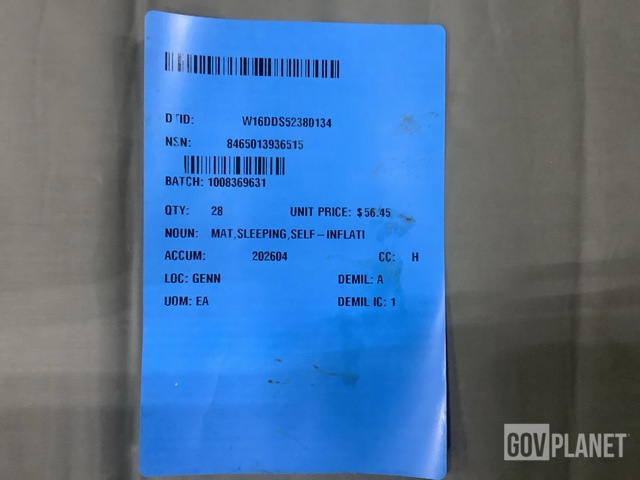 DTID: W16DDS52380134
NSN: 8465013936515
BATCH: 1008369631
QTY: 28 UNIT PRICE: $56.45
NOUN: MAT,SLEEPING,SELF-INFLATI
ACCUM: 202604 CC: H
LOC: GENN DEMIL: A
UOM: EA DEMIL IC: 1
GOVPLANET